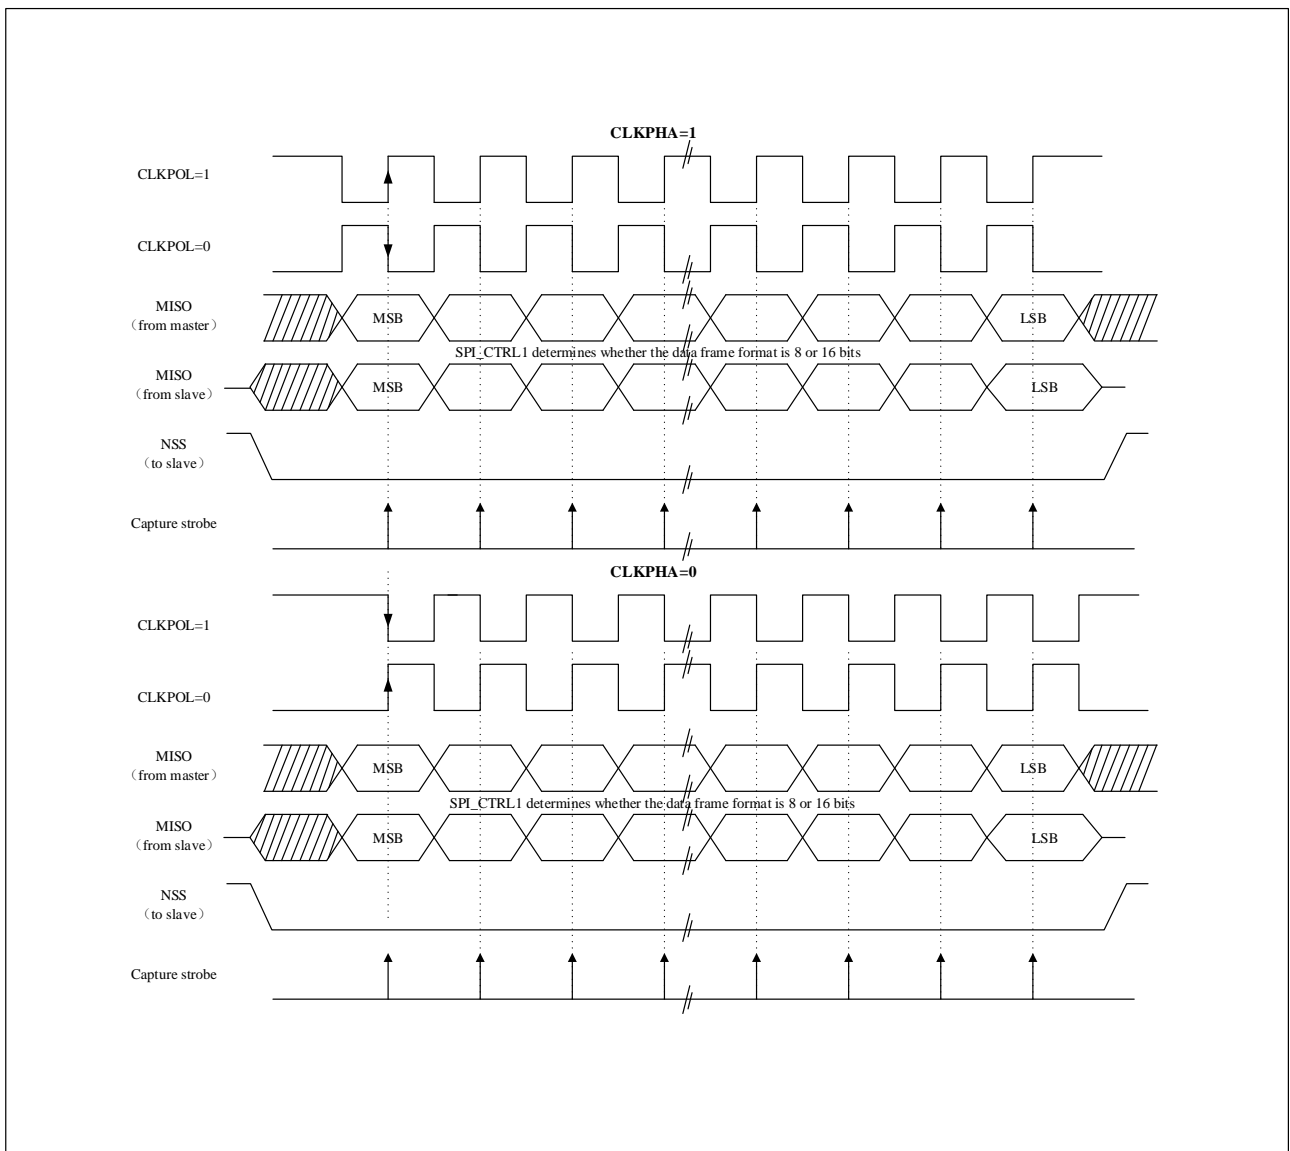 CLKPHA=1
CLKPOL=1
CLKPOL=0
MISO
（from master）
MSB
LSB
SPI_CTRL1 determines whether the data frame format is 8 or 16 bits
MISO
（from slave）
MSB
LSB
NSS
（to slave）
Capture strobe
CLKPHA=0
CLKPOL=1
CLKPOL=0
MISO
（from master）
MSB
LSB
SPI_CTRL1 determines whether the data frame format is 8 or 16 bits
MISO
（from slave）
MSB
LSB
NSS
（to slave）
Capture strobe